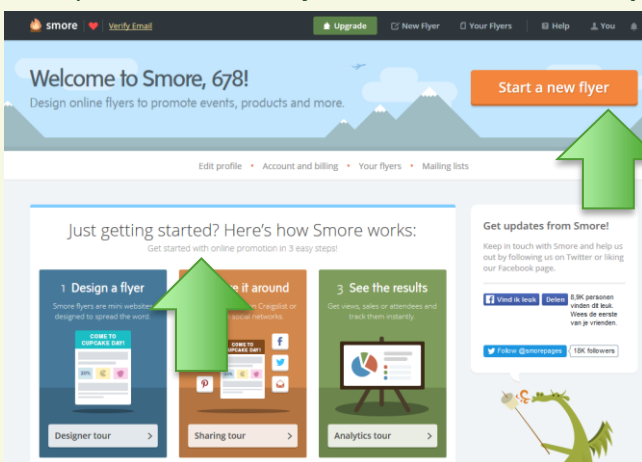 smore Verify Email Upgrade New Flyer Your Flyers Help You
Welcome to Smore, 678!
Design online flyers to promote events, products and more.
Start a new flyer
Edit profile • Account and billing • Your flyers • Mailing lists
Just getting started? Here's how Smore works:
Get started with online promotion in 3 easy steps!
1 Design a flyer
Smore flyers are mini websites
designed to spread the word.
COME TO
CUPCAKE DAY!
Designer tour >
it around
Craigslist or
social networks.
COME TO
CUPCAKE DAY!
Sharing tour >
3 See the results
Get views, sales or attendees and
track them instantly.
Analytics tour >
Get updates from Smore!
Keep in touch with Smore and help us
out by following us on Twitter or liking
our Facebook page.
Vind ik leuk Delen 8,9K personen
vinden dit leuk.
Wees de eerste
van je vrienden.
Follow @smorepages 18K followers